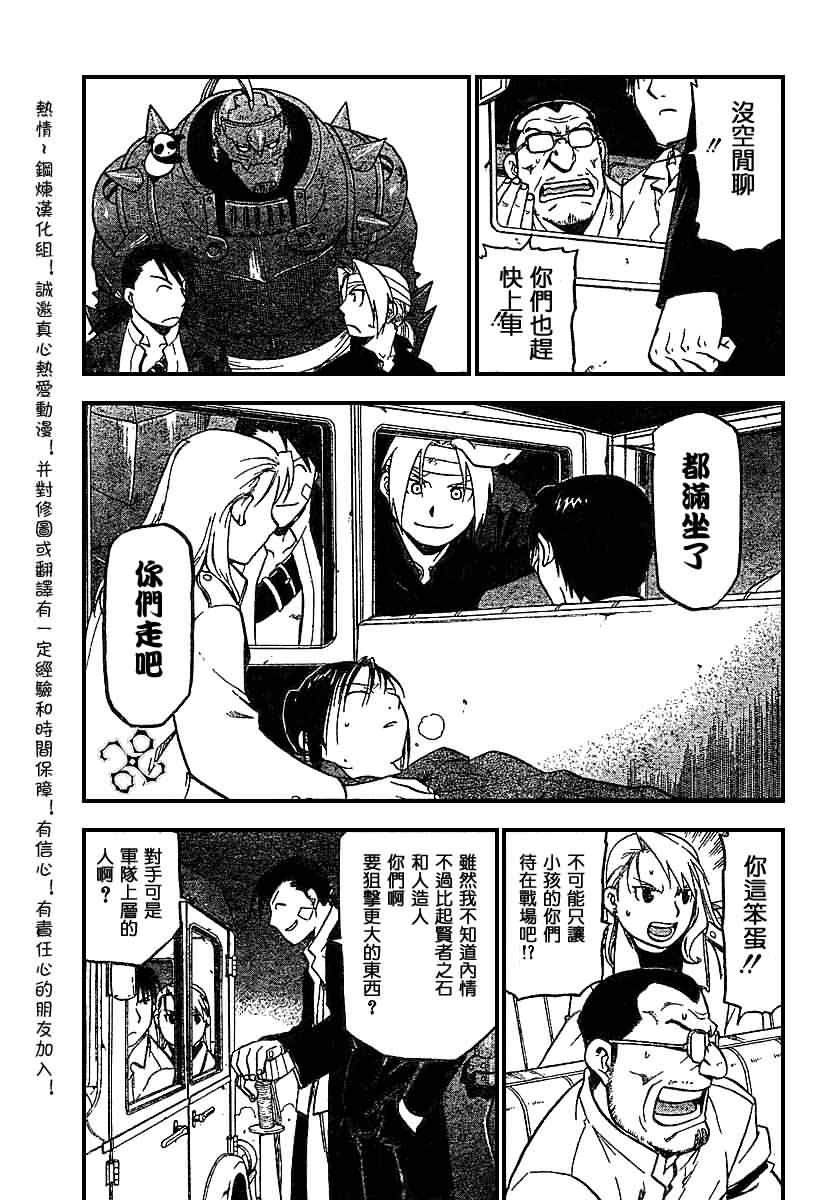 沒空閒聊
!!
你們也趕
快上車
!!
都滿坐了
你們走吧
你這笨蛋!!
不可能只讓
小孩的你們
待在戰場吧!?
雖然我不知道內情
不過比起賢者之石
和人造人
你們啊
要狙擊更大的東西？
對手可是
軍隊上層的
人啊？
熱情~鋼煉漢化組！誠邀真心熱愛動漫！并對修圖或翻譯有一定經驗和時間保障！有信心！有責任心的朋友加入！